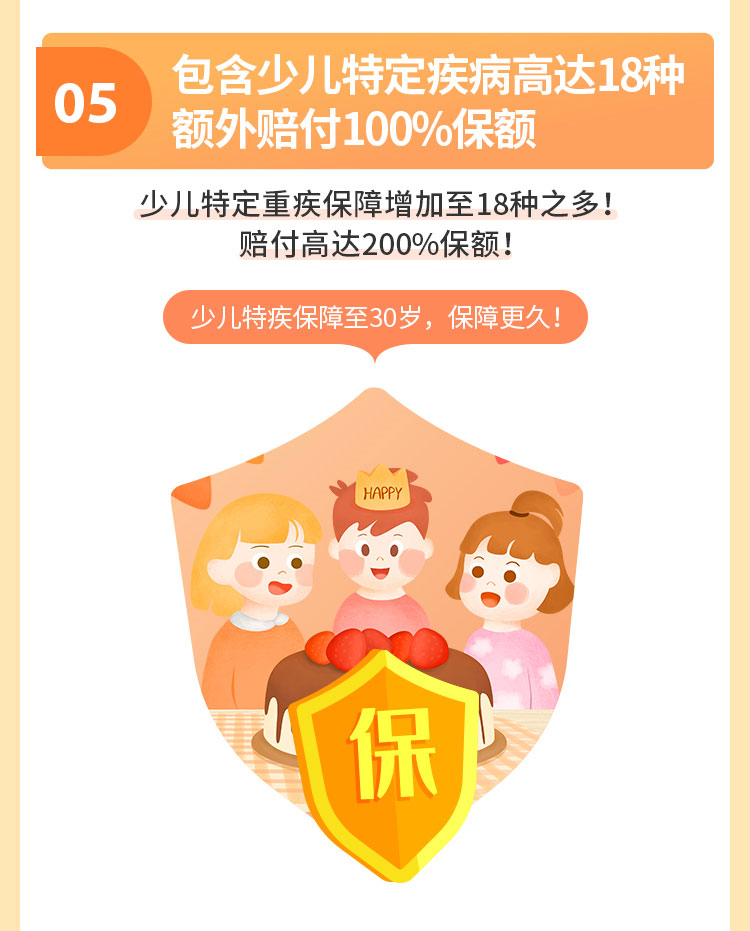 05
包含少儿特定疾病高达18种
额外赔付100%保额
少儿特定重疾保障增加至18种之多！
赔付高达200%保额！
少儿特疾保障至30岁，保障更久！
HAPPY
保